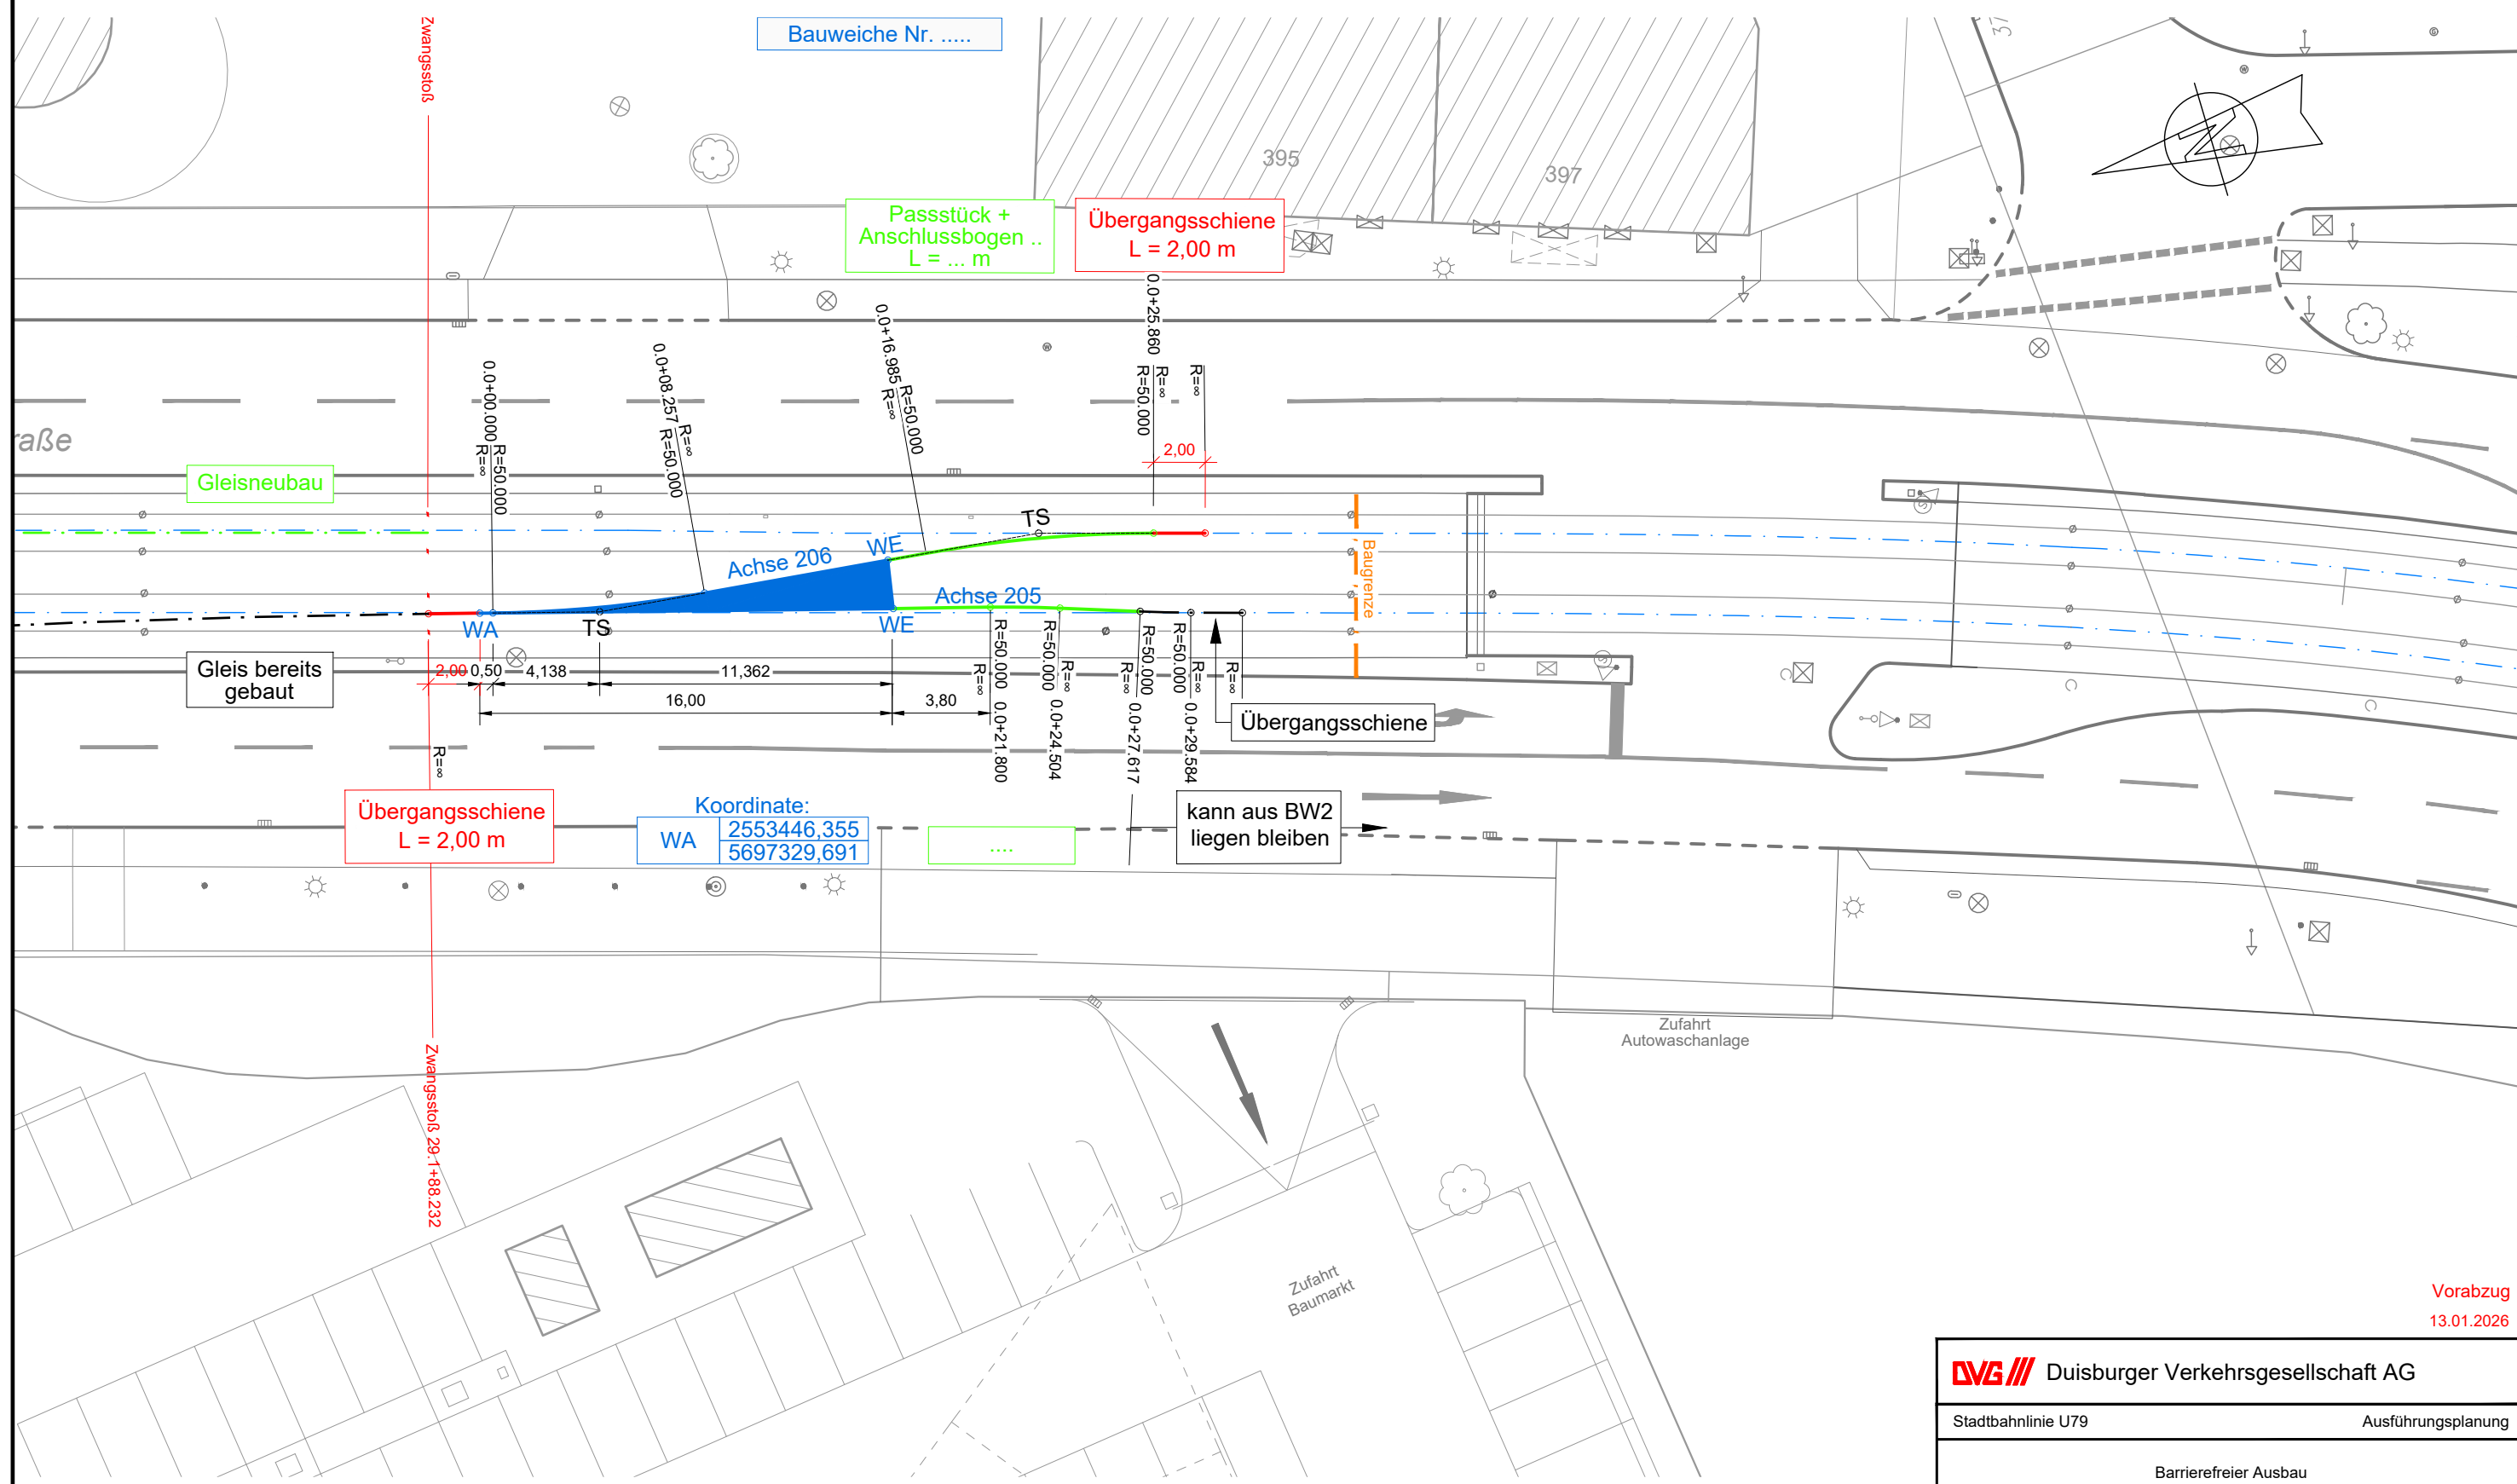 Zwangsstoß
Bauweiche Nr. .....
395
397
Passstück +
Anschlussbogen ..
L = ... m
Übergangsschiene
L = 2,00 m
raße
Gleisneubau
0.0+00.000
R=∞
R=50.000
0.0+08.257
R=∞
R=50.000
0.0+16.985
R=50.000
R=∞
0.0+25.860
R=50.000
R=∞
R=∞
2,00
TS
WE
Achse 206
Achse 205
WE
WA
TS
Baugrenze
N
S
S
Gleis bereits
gebaut
2,00
0,50
4,138
11,362
16,00
3,80
R=∞
R=∞
R=50.000
0.0+21.800
R=50.000
R=∞
0.0+24.504
R=50.000
R=∞
0.0+27.617
R=50.000
R=∞
0.0+29.584
R=∞
Übergangsschiene
Übergangsschiene
L = 2,00 m
Koordinate:
WA
2553446,355
5697329,691
....
kann aus BW2
liegen bleiben
Zwangsstoß 29.1+88.232
Zufahrt
Autowaschanlage
Zufahrt
Baumarkt
Vorabzug
13.01.2026
DVG
Duisburger Verkehrsgesellschaft AG
Stadtbahnlinie U79
Ausführungsplanung
Barrierefreier Ausbau